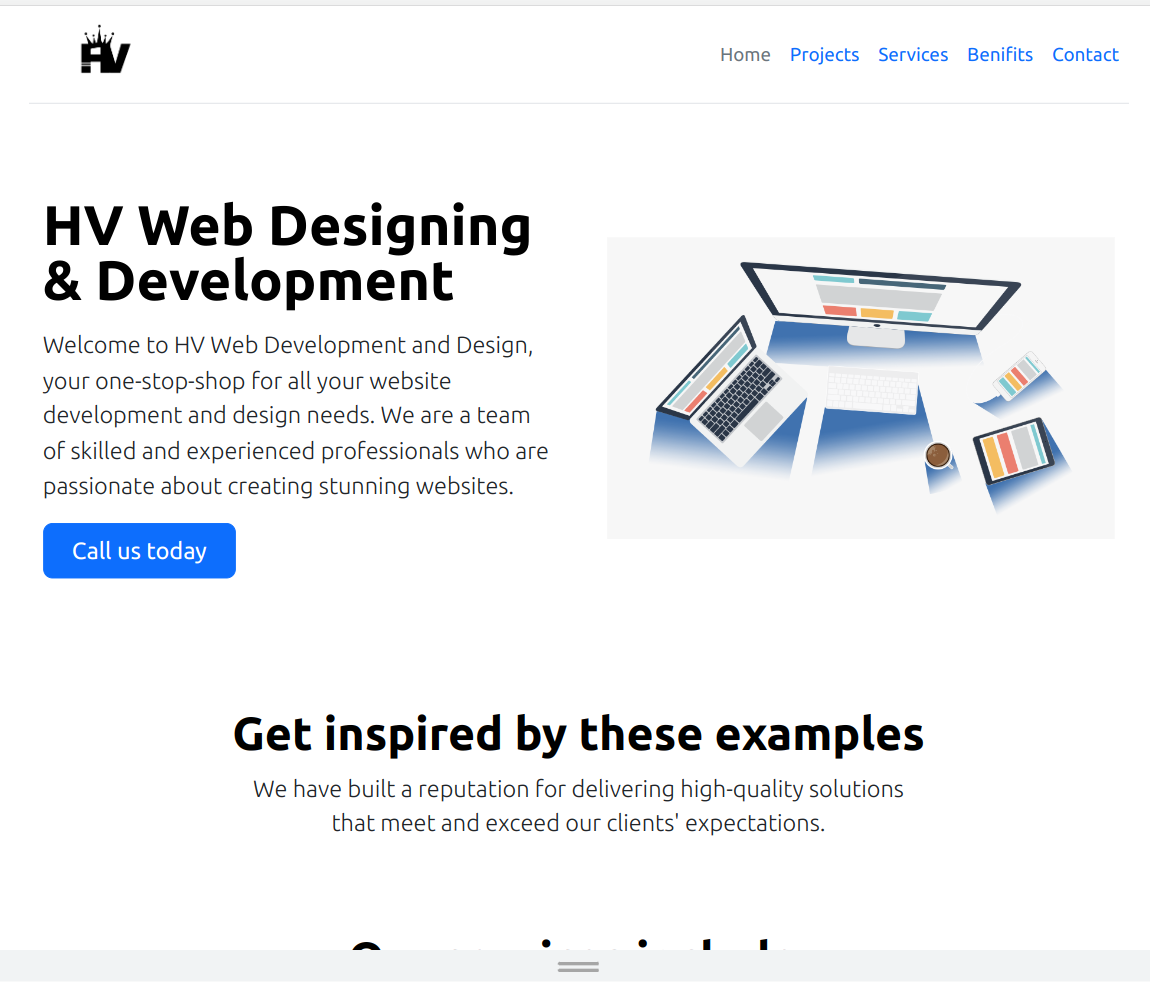 HV
Home Projects Services Benifits Contact
HV Web Designing
& Development
Welcome to HV Web Development and Design,
your one-stop-shop for all your website
development and design needs. We are a team
of skilled and experienced professionals who are
passionate about creating stunning websites.
Call us today
Get inspired by these examples
We have built a reputation for delivering high-quality solutions
that meet and exceed our clients' expectations.